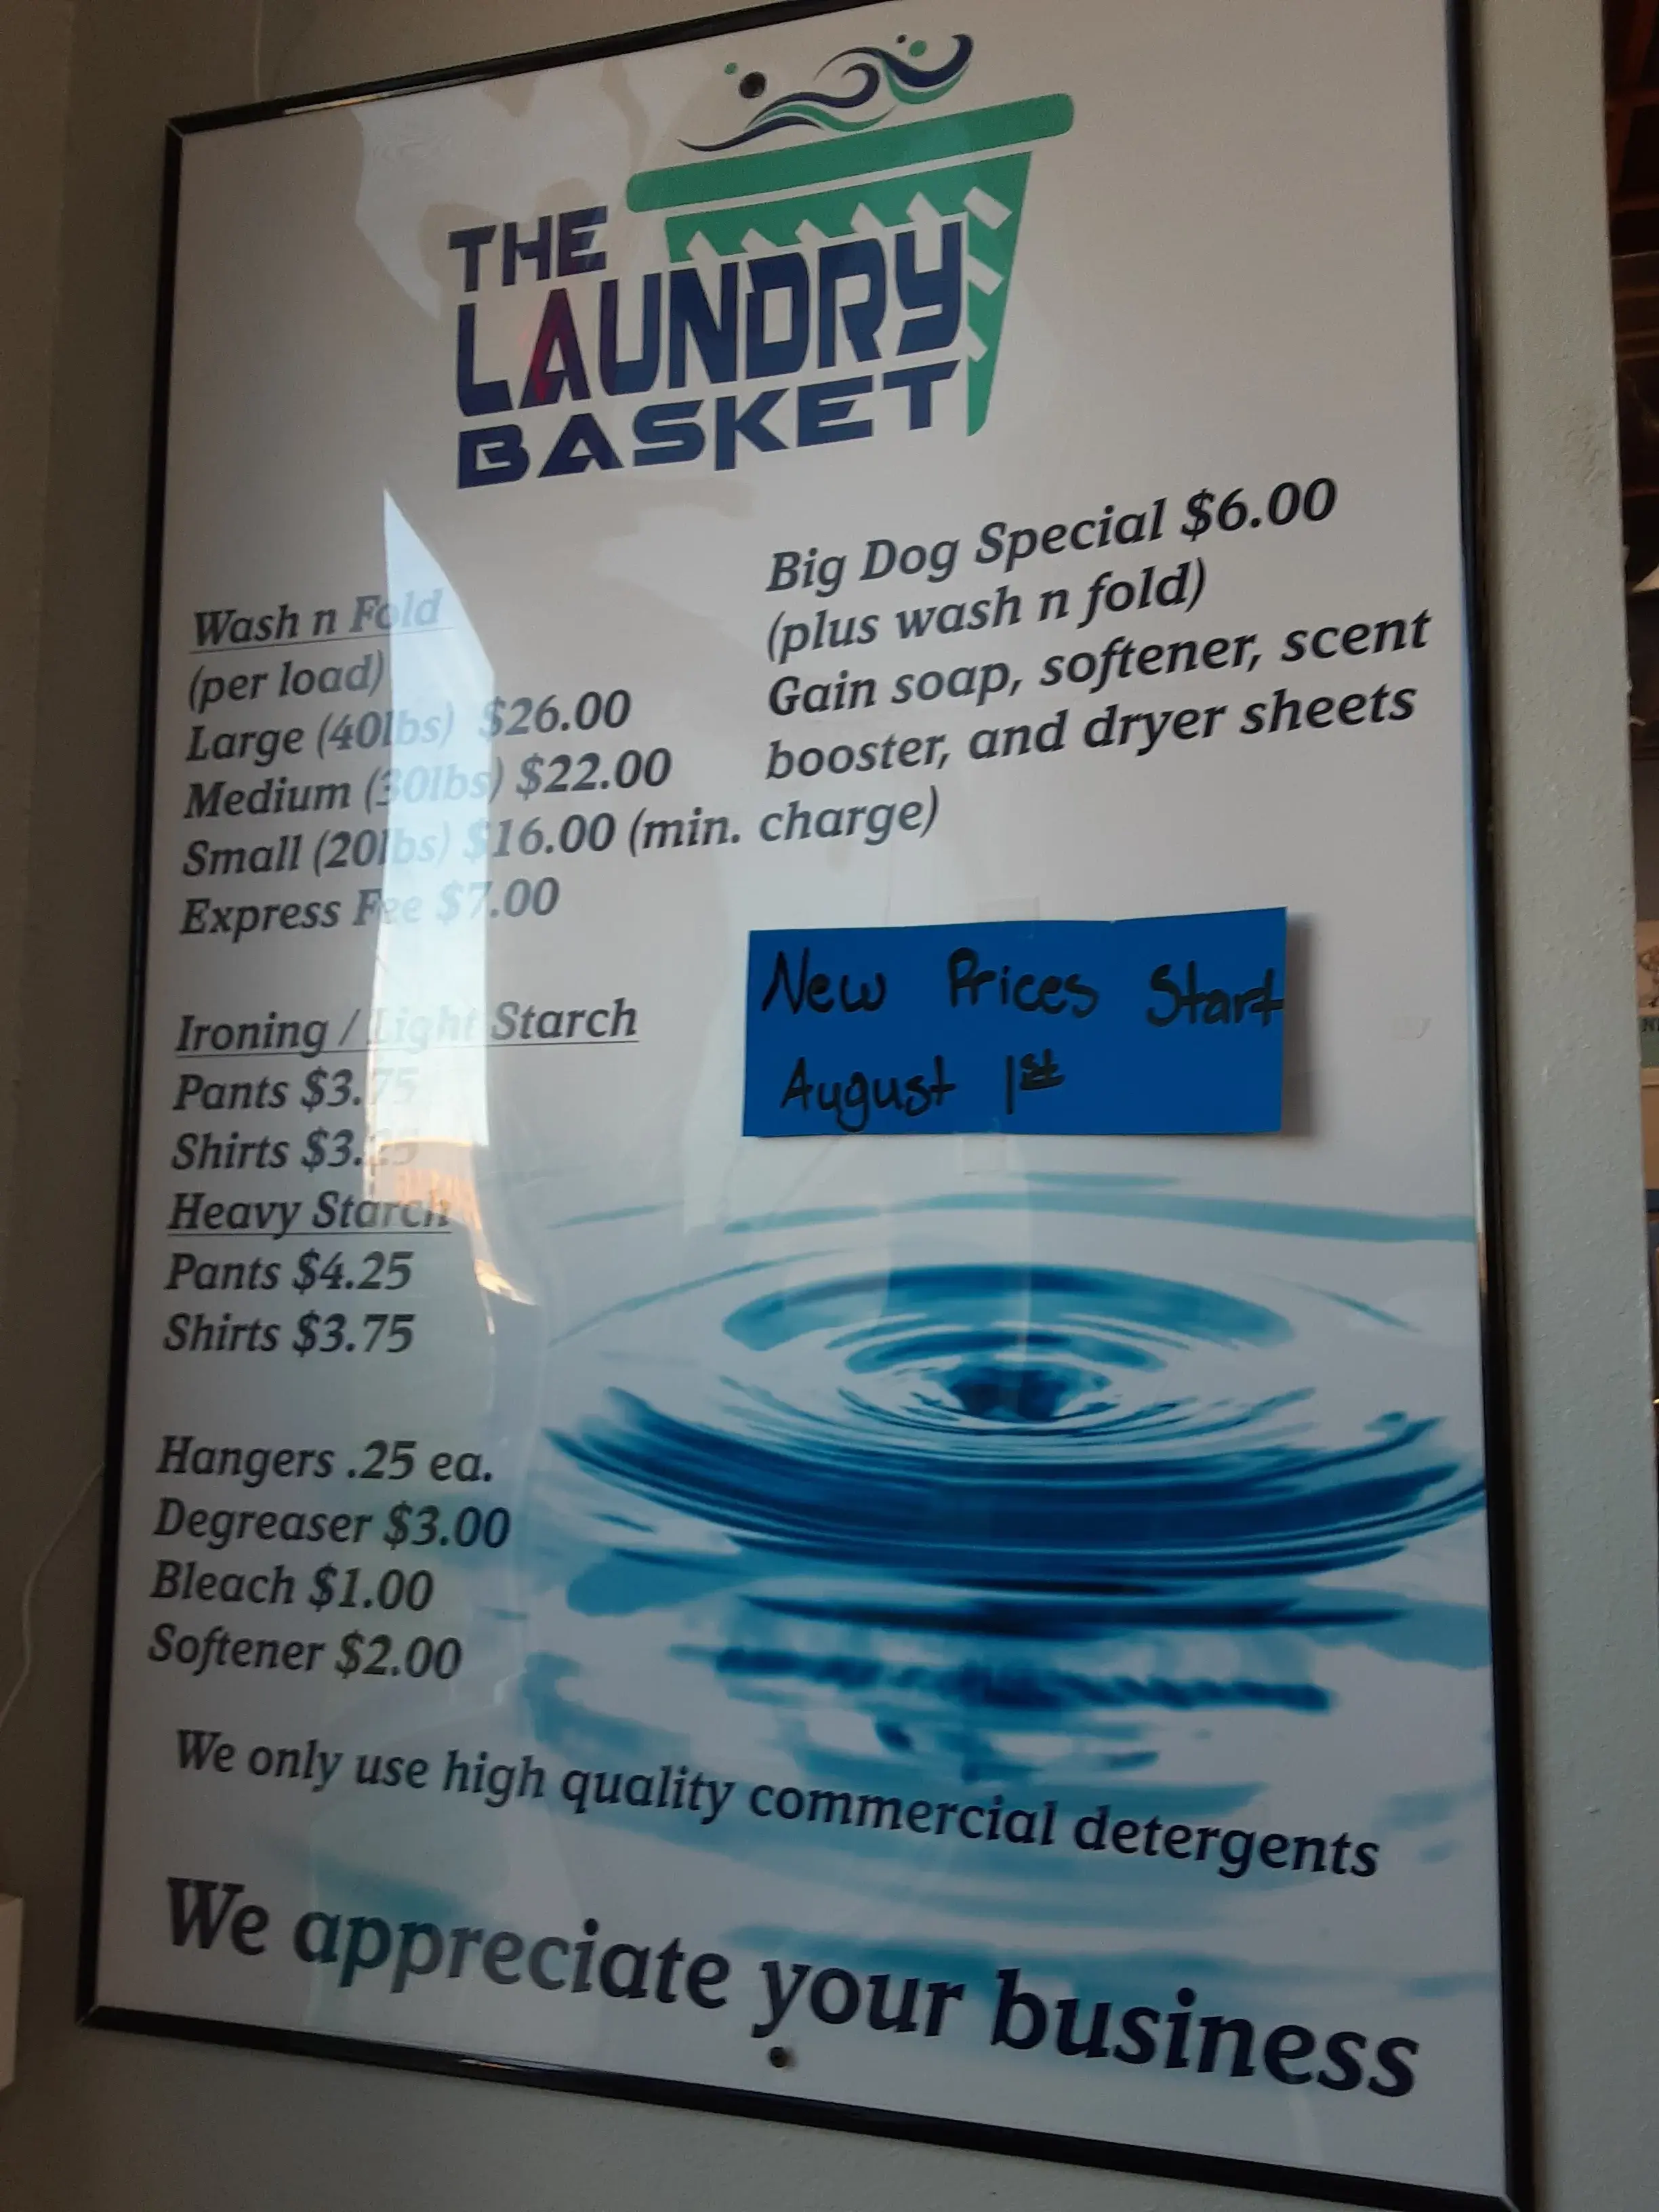 THE
LAUNDRY
BASKET
Wash n Fold
(per load)
Large (40lbs) $26.00
Medium (30lbs) $22.00
Small (20lbs) $16.00 (min. charge)
Express Fee $7.00
Big Dog Special $6.00
(plus wash n fold)
Gain soap, softener, scent
booster, and dryer sheets
New Prices Start
August 1st
Ironing / Light Starch
Pants $3.75
Shirts $3.25
Heavy Starch
Pants $4.25
Shirts $3.75
Hangers .25 ea.
Degreaser $3.00
Bleach $1.00
Softener $2.00
We only use high quality commercial detergents
We appreciate your business